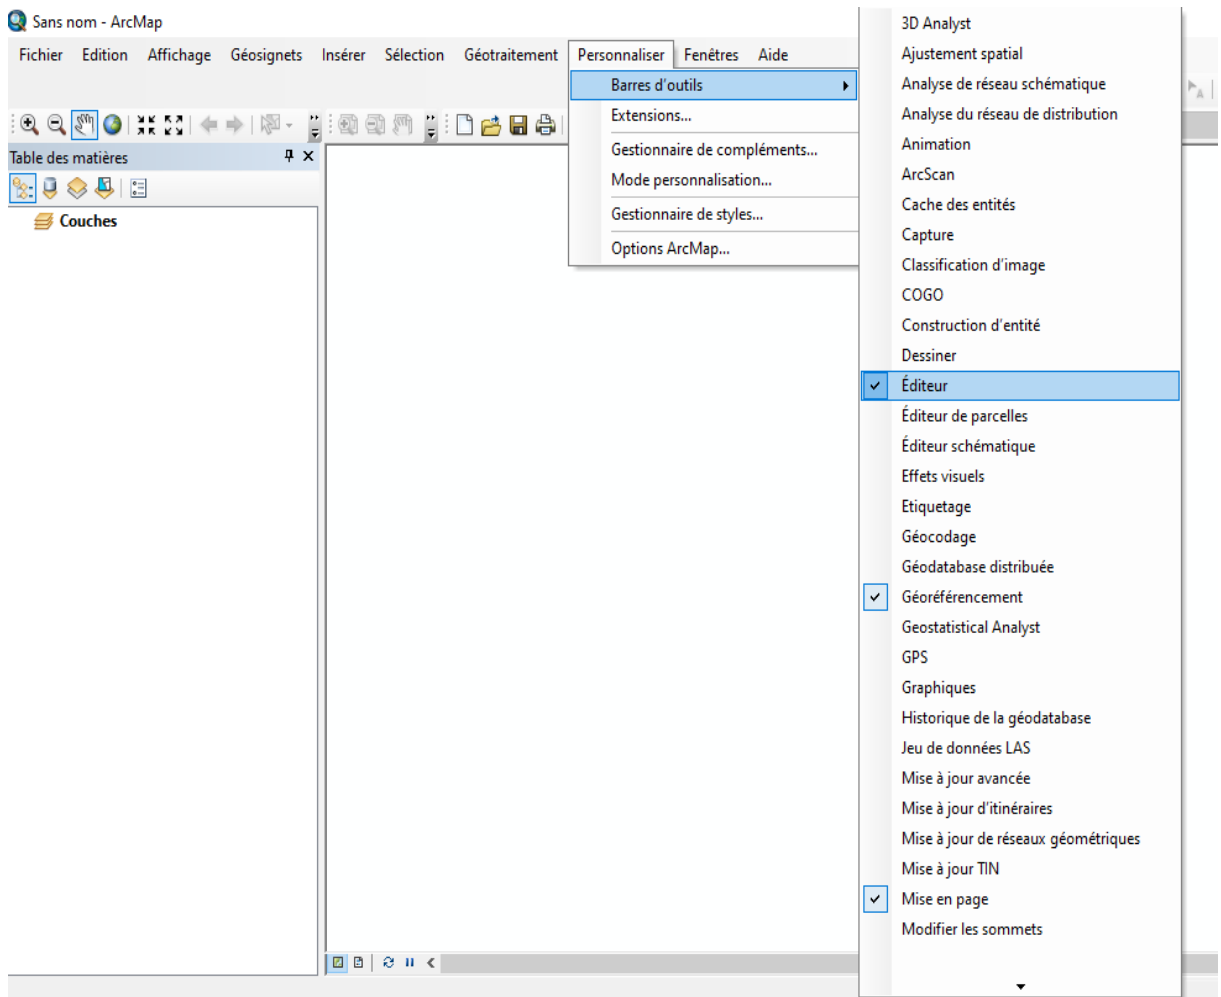 Sans nom - ArcMap
Fichier Edition Affichage Géosignets Insérer Sélection Géotraitement Personnaliser Fenêtres Aide
Table des matières
Couches
Barres d'outils
Extensions...
Gestionnaire de compléments...
Mode personnalisation...
Gestionnaire de styles...
Options ArcMap...
3D Analyst
Ajustement spatial
Analyse de réseau schématique
Analyse du réseau de distribution
Animation
ArcScan
Cache des entités
Capture
Classification d'image
COGO
Construction d'entité
Dessiner
Éditeur
Éditeur de parcelles
Éditeur schématique
Effets visuels
Etiquetage
Géocodage
Géodatabase distribuée
Géoréférencement
Geostatistical Analyst
GPS
Graphiques
Historique de la géodatabase
Jeu de données LAS
Mise à jour avancée
Mise à jour d'itinéraires
Mise à jour de réseaux géométriques
Mise à jour TIN
Mise en page
Modifier les sommets